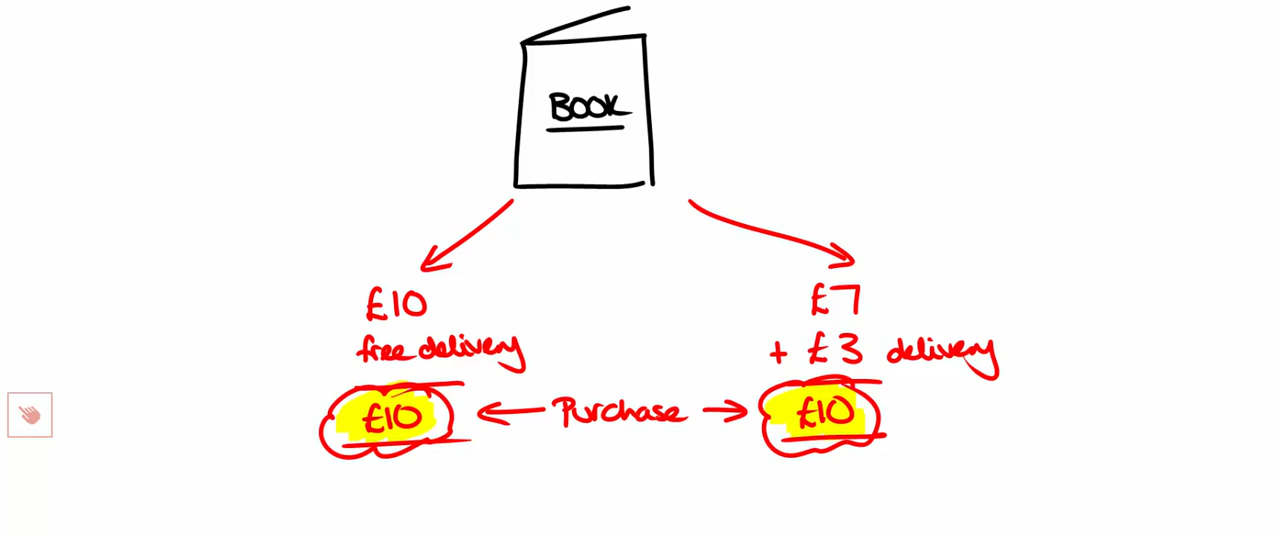 BOOK
£10
free delivery
£7
+ £3 delivery
£10 Purchase £10